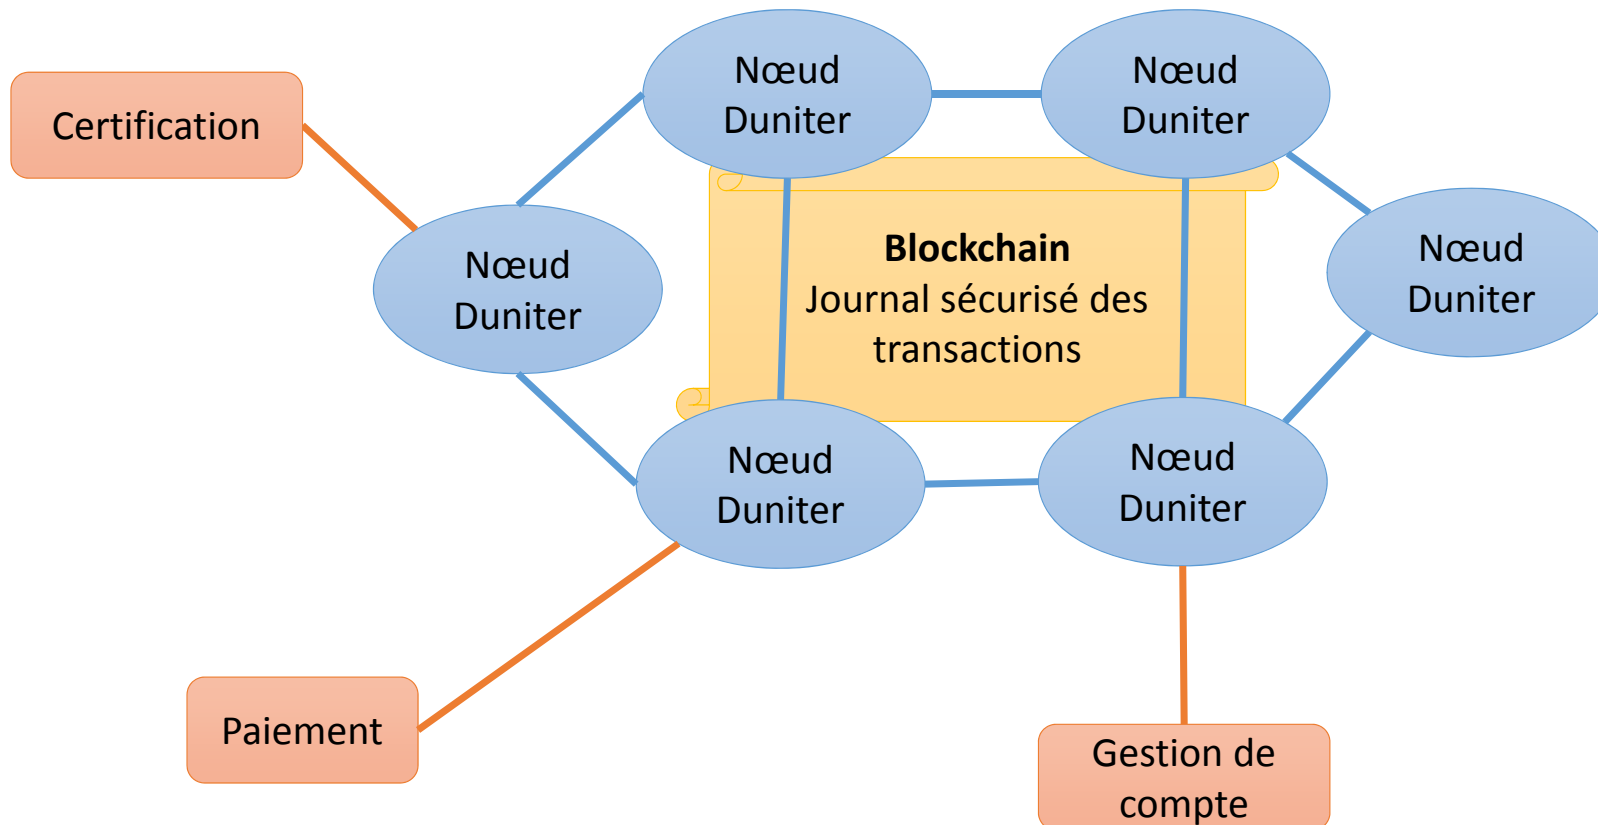 Nœud
Duniter
Nœud
Duniter
Certification
Nœud
Duniter
Blockchain
Journal sécurisé des
transactions
Nœud
Duniter
Nœud
Duniter
Nœud
Duniter
Paiement
Gestion de
compte